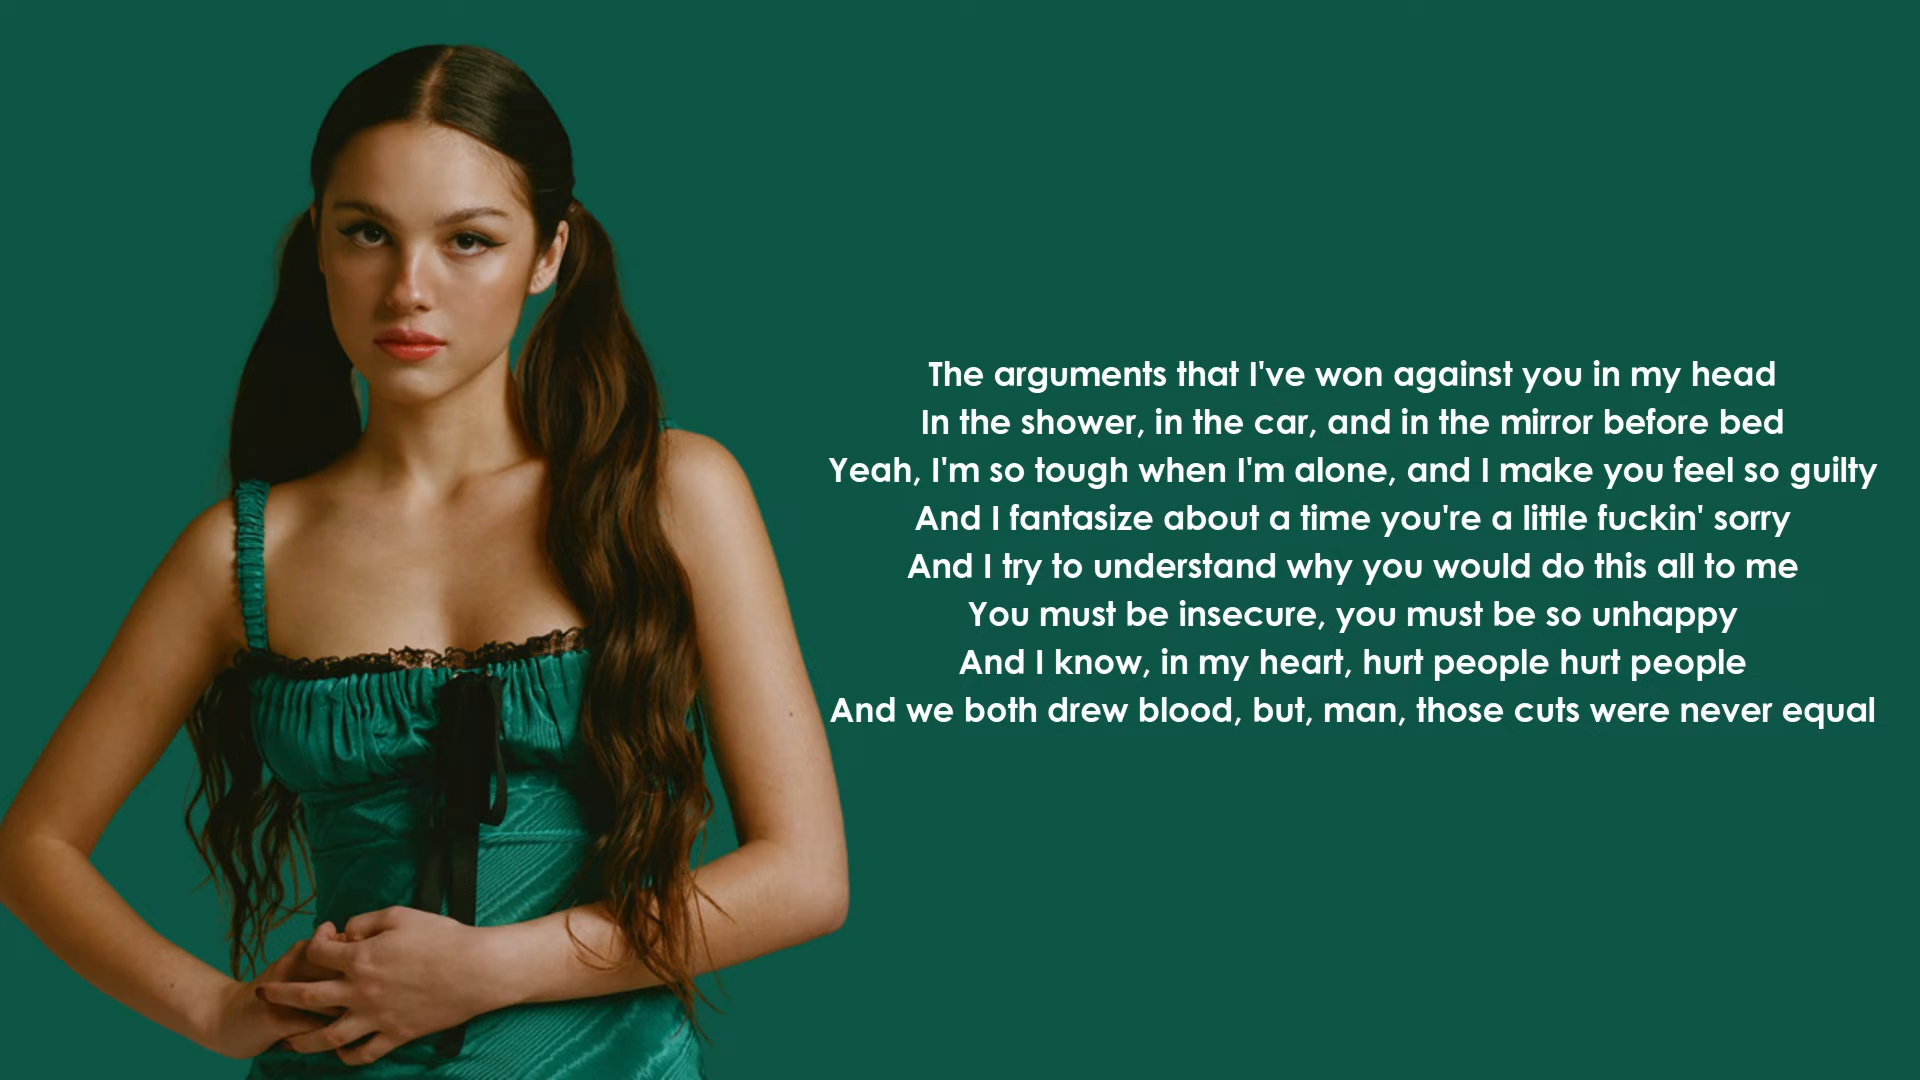 The arguments that I've won against you in my head
In the shower, in the car, and in the mirror before bed
Yeah, I'm so tough when I'm alone, and I make you feel so guilty
And I fantasize about a time you're a little fuckin' sorry
And I try to understand why you would do this all to me
You must be insecure, you must be so unhappy
And I know, in my heart, hurt people hurt people
And we both drew blood, but, man, those cuts were never equal